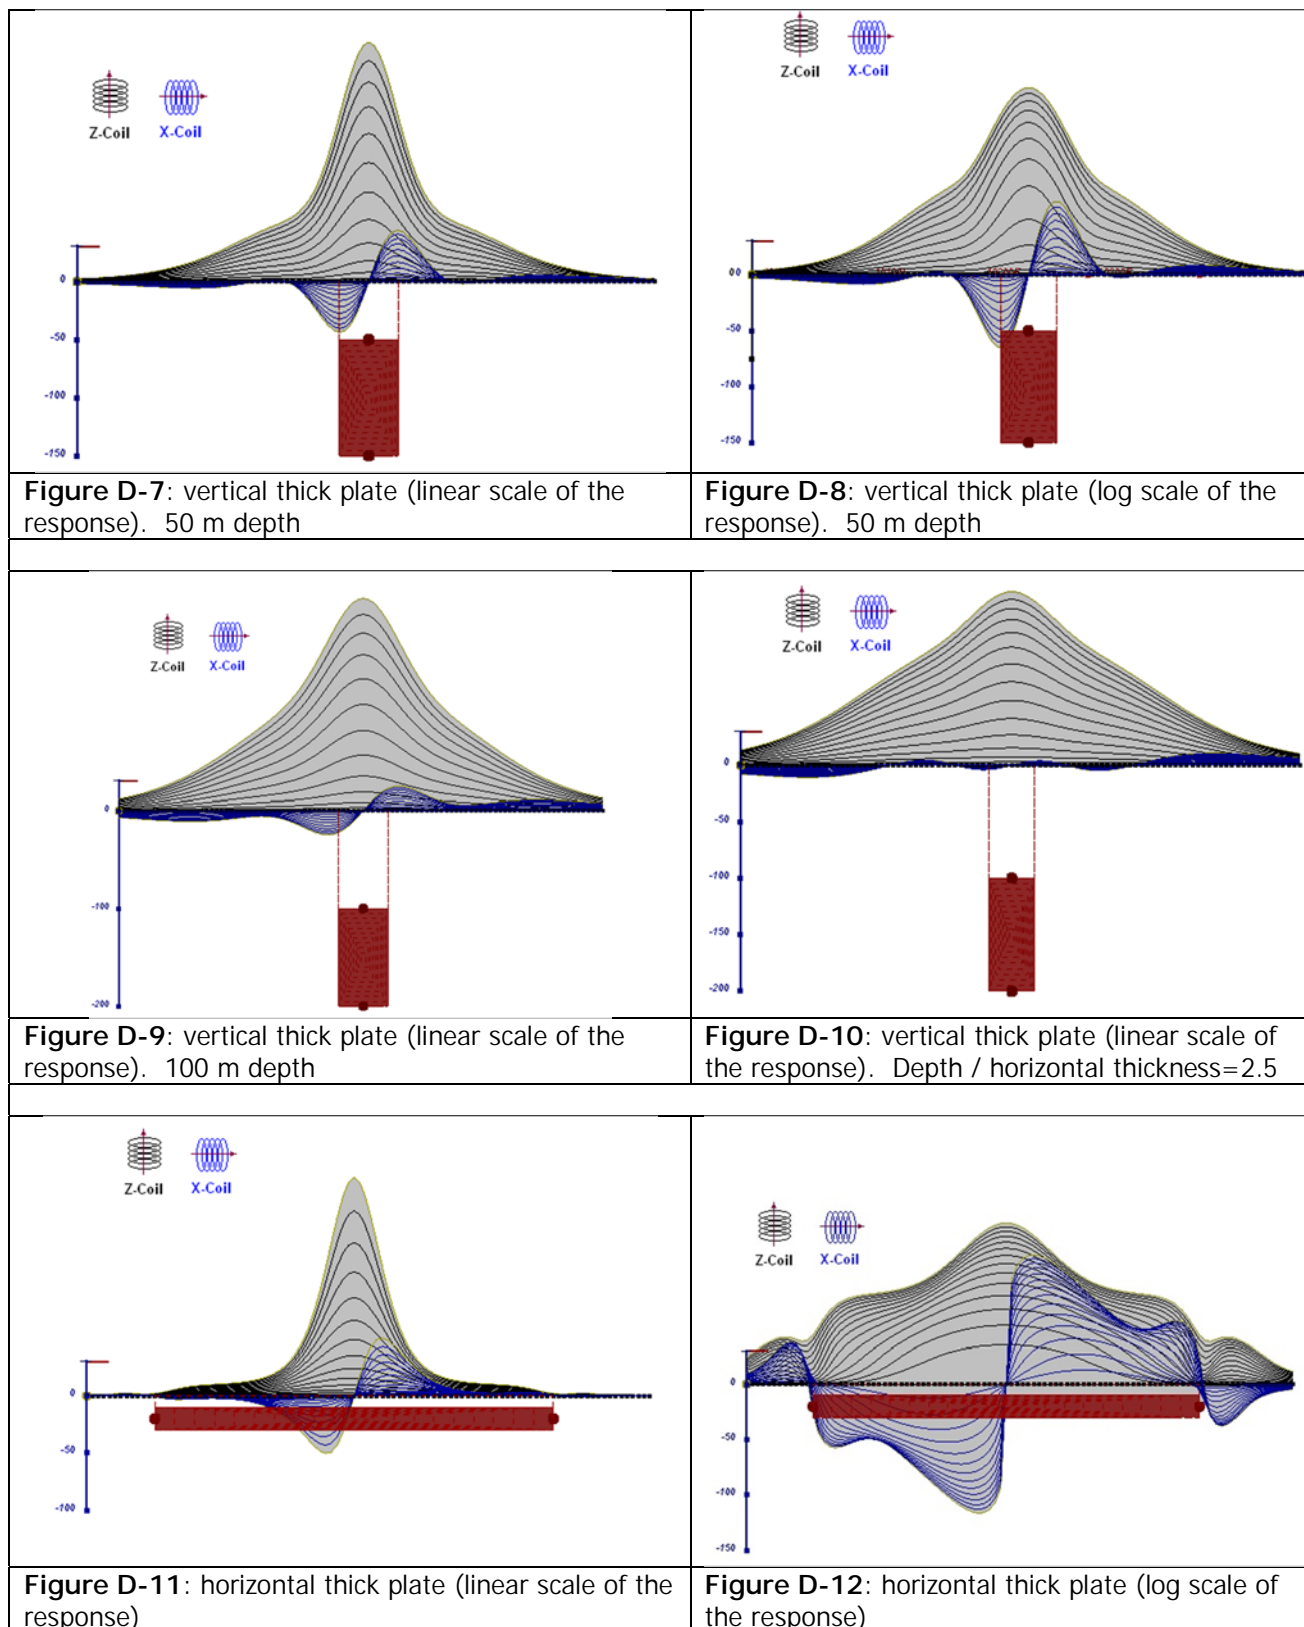 Z-Coil X-Coil
0
-50
-100
-150
Z-Coil X-Coil
00
-50
-100
-150
Figure D-7: vertical thick plate (linear scale of the
response).  50 m depth
Figure D-8: vertical thick plate (log scale of the
response).  50 m depth
Z-Coil X-Coil
0
-100
-200
Z-Coil X-Coil
0
-50
-100
-150
-200
Figure D-9: vertical thick plate (linear scale of the
response).  100 m depth
Figure D-10: vertical thick plate (linear scale of
the response).  Depth / horizontal thickness=2.5
Z-Coil X-Coil
0
-50
-100
Z-Coil X-Coil
0
-50
-100
-150
Figure D-11: horizontal thick plate (linear scale of the
response)
Figure D-12: horizontal thick plate (log scale of
the response)